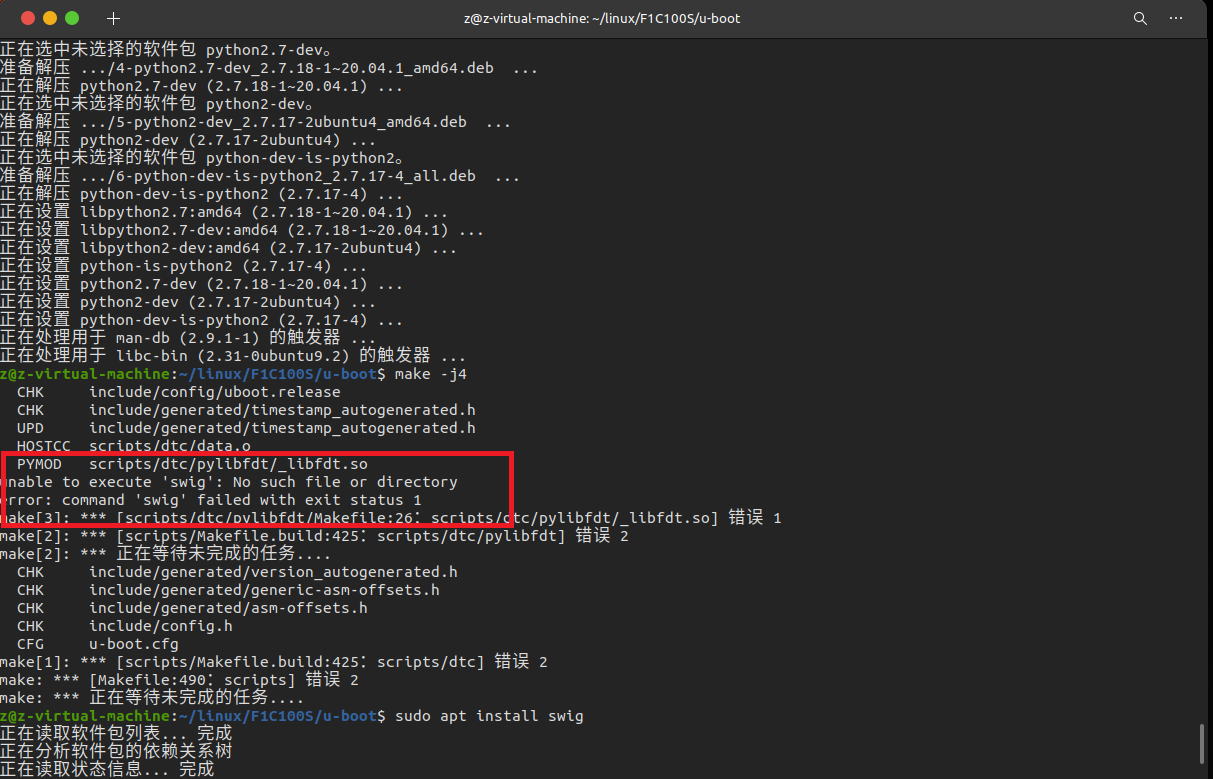 z@z-virtual-machine: ~/linux/F1C100S/u-boot
正在选中未选择的软件包 python2.7-dev。
准备解压 .../4-python2.7-dev_2.7.18-1~20.04.1_amd64.deb  ...
正在解压 python2.7-dev (2.7.18-1~20.04.1) ...
正在选中未选择的软件包 python2-dev。
准备解压 .../5-python2-dev_2.7.17-2ubuntu4_amd64.deb  ...
正在解压 python2-dev (2.7.17-2ubuntu4) ...
正在选中未选择的软件包 python-dev-is-python2。
准备解压 .../6-python-dev-is-python2_2.7.17-4_all.deb  ...
正在解压 python-dev-is-python2 (2.7.17-4) ...
正在设置 libpython2.7:amd64 (2.7.18-1~20.04.1) ...
正在设置 libpython2.7-dev:amd64 (2.7.18-1~20.04.1) ...
正在设置 libpython2-dev:amd64 (2.7.17-2ubuntu4) ...
正在设置 python-is-python2 (2.7.17-4) ...
正在设置 python2.7-dev (2.7.18-1~20.04.1) ...
正在设置 python2-dev (2.7.17-2ubuntu4) ...
正在设置 python-dev-is-python2 (2.7.17-4) ...
正在处理用于 man-db (2.9.1-1) 的触发器 ...
正在处理用于 libc-bin (2.31-0ubuntu9.2) 的触发器 ...
z@z-virtual-machine:~/linux/F1C100S/u-boot$ make -j4
  CHK     include/config/uboot.release
  CHK     include/generated/timestamp_autogenerated.h
  UPD     include/generated/timestamp_autogenerated.h
  HOSTCC  scripts/dtc/data.o
  PYMOD   scripts/dtc/pylibfdt/_libfdt.so
unable to execute 'swig': No such file or directory
error: command 'swig' failed with exit status 1
make[3]: *** [scripts/dtc/pylibfdt/Makefile:26：scripts/dtc/pylibfdt/_libfdt.so] 错误 1
make[2]: *** [scripts/Makefile.build:425：scripts/dtc/pylibfdt] 错误 2
make[2]: *** 正在等待未完成的任务....
  CHK     include/generated/version_autogenerated.h
  CHK     include/generated/generic-asm-offsets.h
  CHK     include/generated/asm-offsets.h
  CHK     include/config.h
  CFG     u-boot.cfg
make[1]: *** [scripts/Makefile.build:425：scripts/dtc] 错误 2
make: *** [Makefile:490：scripts] 错误 2
make: *** 正在等待未完成的任务....
z@z-virtual-machine:~/linux/F1C100S/u-boot$ sudo apt install swig
正在读取软件包列表... 完成
正在分析软件包的依赖关系树
正在读取状态信息... 完成